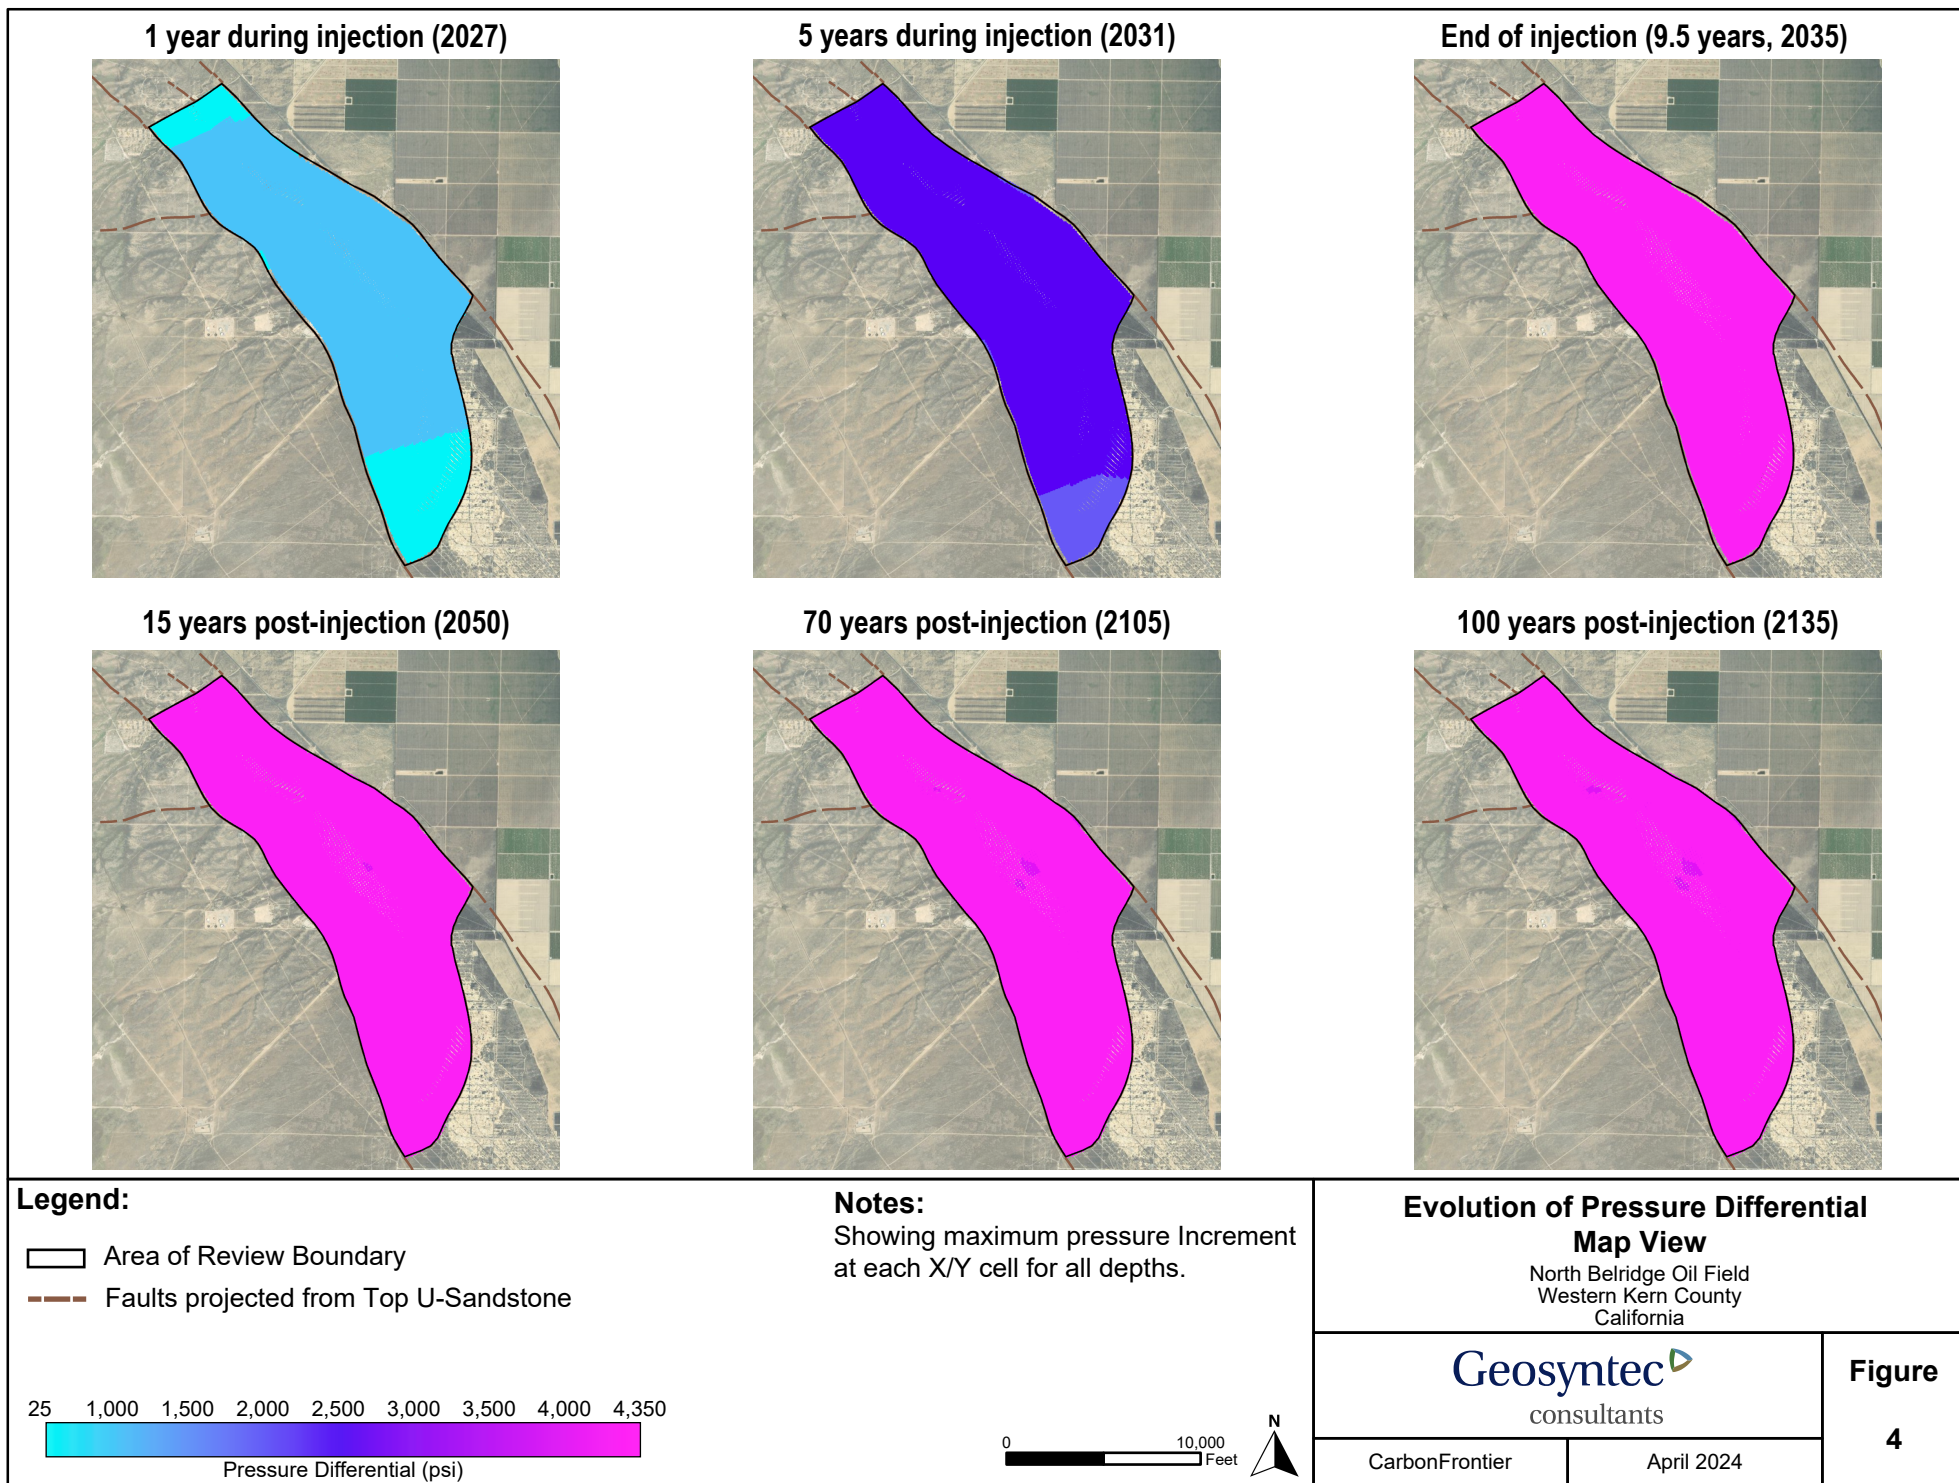 1 year during injection (2027)
5 years during injection (2031)
End of injection (9.5 years, 2035)
15 years post-injection (2050)
70 years post-injection (2105)
100 years post-injection (2135)
Legend:
Area of Review Boundary
Faults projected from Top U-Sandstone
25 1,000 1,500 2,000 2,500 3,000 3,500 4,000 4,350
Pressure Differential (psi)
Notes:
Showing maximum pressure Increment
at each X/Y cell for all depths.
0 10,000
Feet
N
Evolution of Pressure Differential
Map View
North Belridge Oil Field
Western Kern County
California
Geosyntec
consultants
CarbonFrontier
April 2024
Figure
4